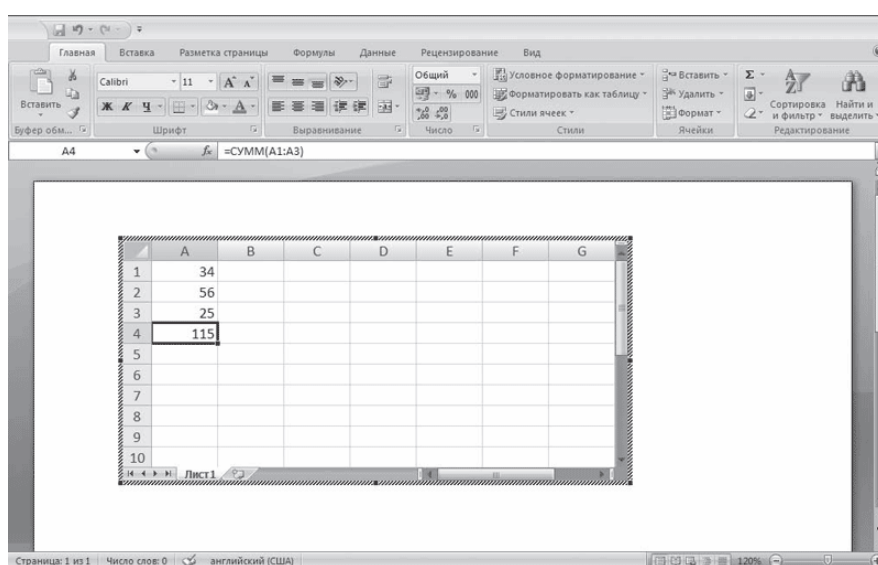 Главная Вставка Разметка страницы Формулы Данные Рецензирование Вид
Calibri 11 Общий Условное форматирование Вставить Σ
Вставить Ж К Ч % 000 Форматировать как таблицу Удалить Сортировка и фильтр Найти и выделить
Стили ячеек Формат
Буфер обм... Шрифт Выравнивание Число Стили Ячейки Редактирование
A4 fx =СУММ(A1:A3)
A B C D E F G
1 34
2 56
3 25
4 115
5
6
7
8
9
10
Лист1
Страница: 1 из 1 Число слов: 0 английский (США) 120%